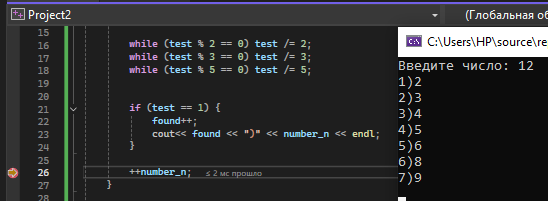 Project2
(Глобальная об
C:\Users\HP\source\re
15
16 while (test % 2 == 0) test /= 2;
17 while (test % 3 == 0) test /= 3;
18 while (test % 5 == 0) test /= 5;
19
20
21 if (test == 1) {
22 found++;
23 cout<< found << ")" << number_n << endl;
24 }
25
26 ++number_n; ≤ 2 мс прошло
27 }
28
Введите число: 12
1)2
2)3
3)4
4)5
5)6
6)8
7)9